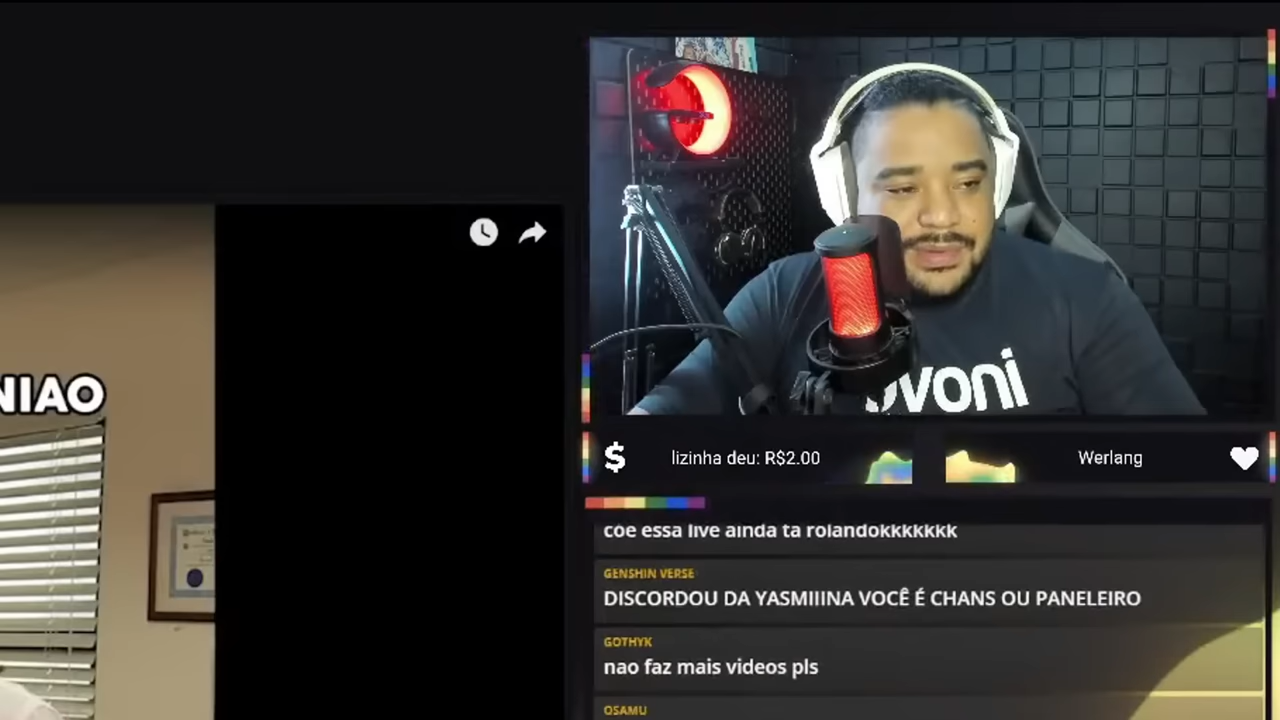 NIAO
voni
$ lizinha deu: R$2.00
Werlang
coe essa live ainda ta rolandokkkkkkk
GENSHIN VERSE
DISCORDOU DA YASMIIINA VOCÊ É CHANS OU PANELEIRO
GOTHYK
nao faz mais videos pls
OSAMU